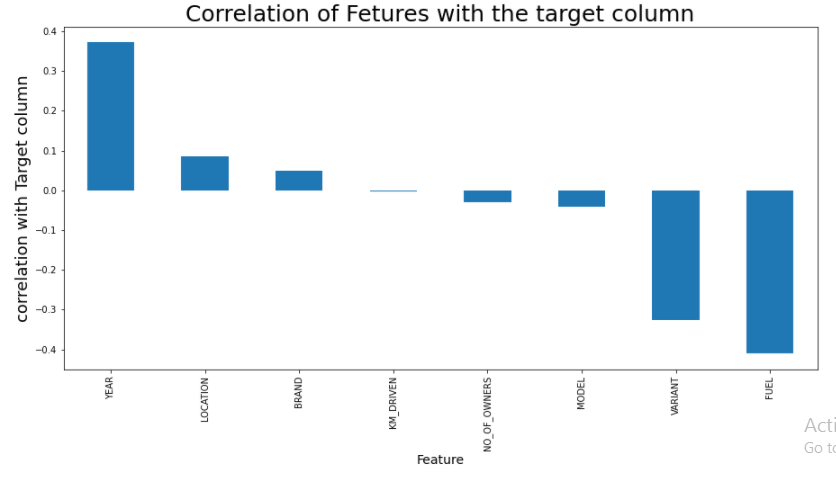 Correlation of Fetures with the target column
correlation with Target column
0.4
0.3
0.2
0.1
0.0
−0.1
−0.2
−0.3
−0.4
YEAR
LOCATION
BRAND
KM_DRIVEN
NO_OF_OWNERS
MODEL
VARIANT
FUEL
Feature
Acti
Go to